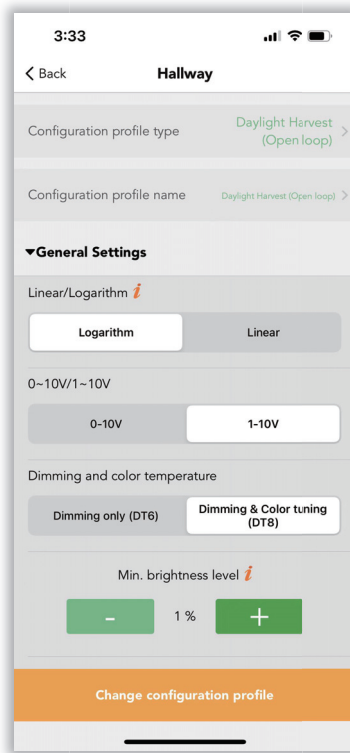 3:33
Back Hallway
Configuration profile type Daylight Harvest
(Open loop)
Configuration profile name Daylight Harvest (Open loop)
General Settings
Linear/Logarithm i
Logarithm Linear
0~10V/1~10V
0-10V 1-10V
Dimming and color temperature
Dimming only (DT6) Dimming & Color tuning
(DT8)
Min. brightness level i
- 1 % +
Change configuration profile